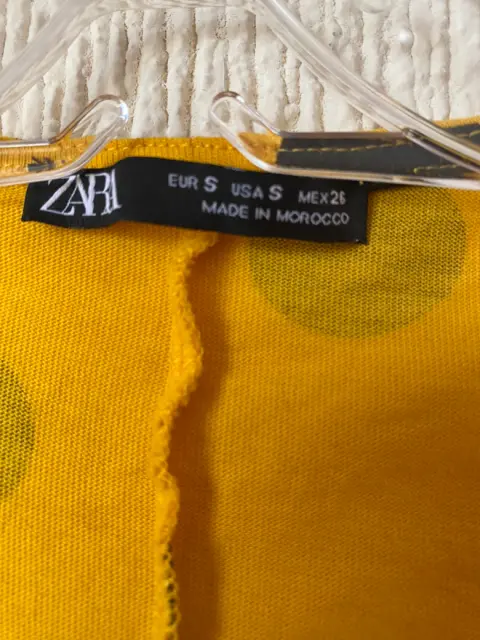 ZARA
EUR S USA S MEX 26
MADE IN MOROCCO